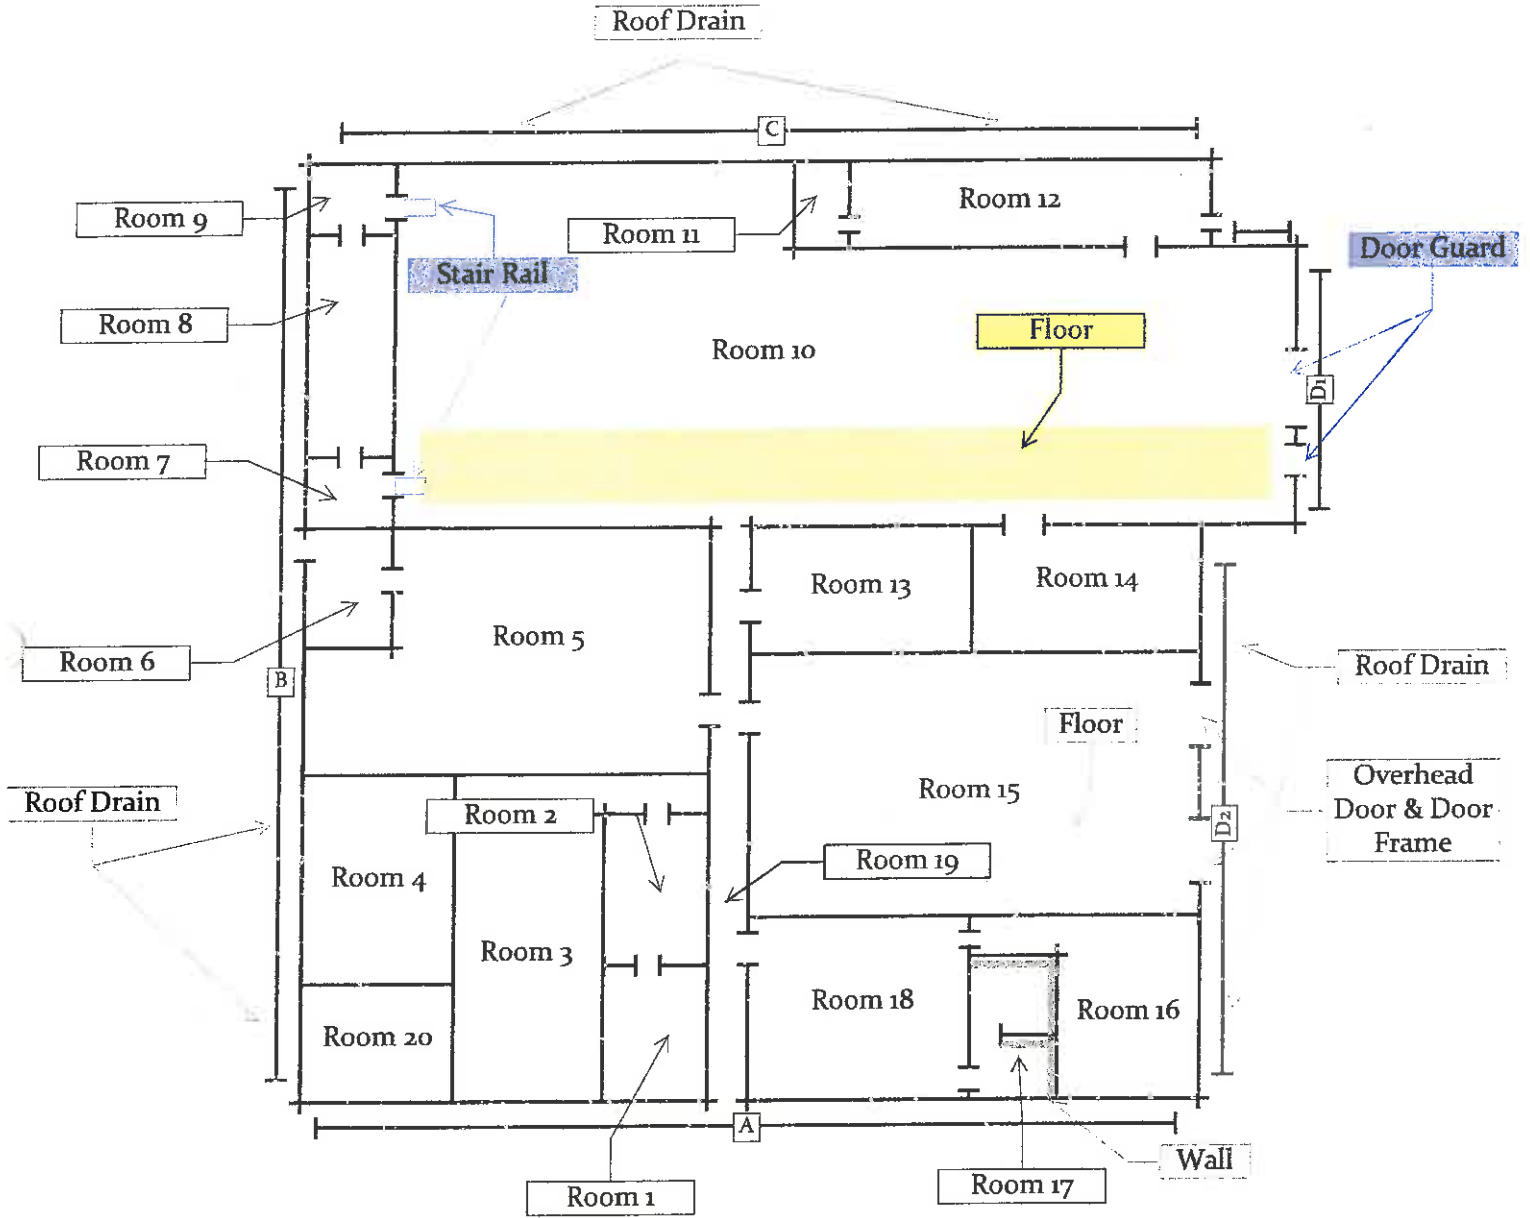 Roof Drain
C
Room 9
Room 11
Room 12
Stair Rail
Door Guard
Room 8
Floor
Room 10
D1
Room 7
Room 13
Room 14
Room 5
Room 6
B
Roof Drain
Floor
Room 15
Roof Drain
Overhead
Door & Door
Frame
Room 2
D2
Room 19
Room 4
Room 3
Room 18
Room 16
Room 20
A
Wall
Room 1
Room 17